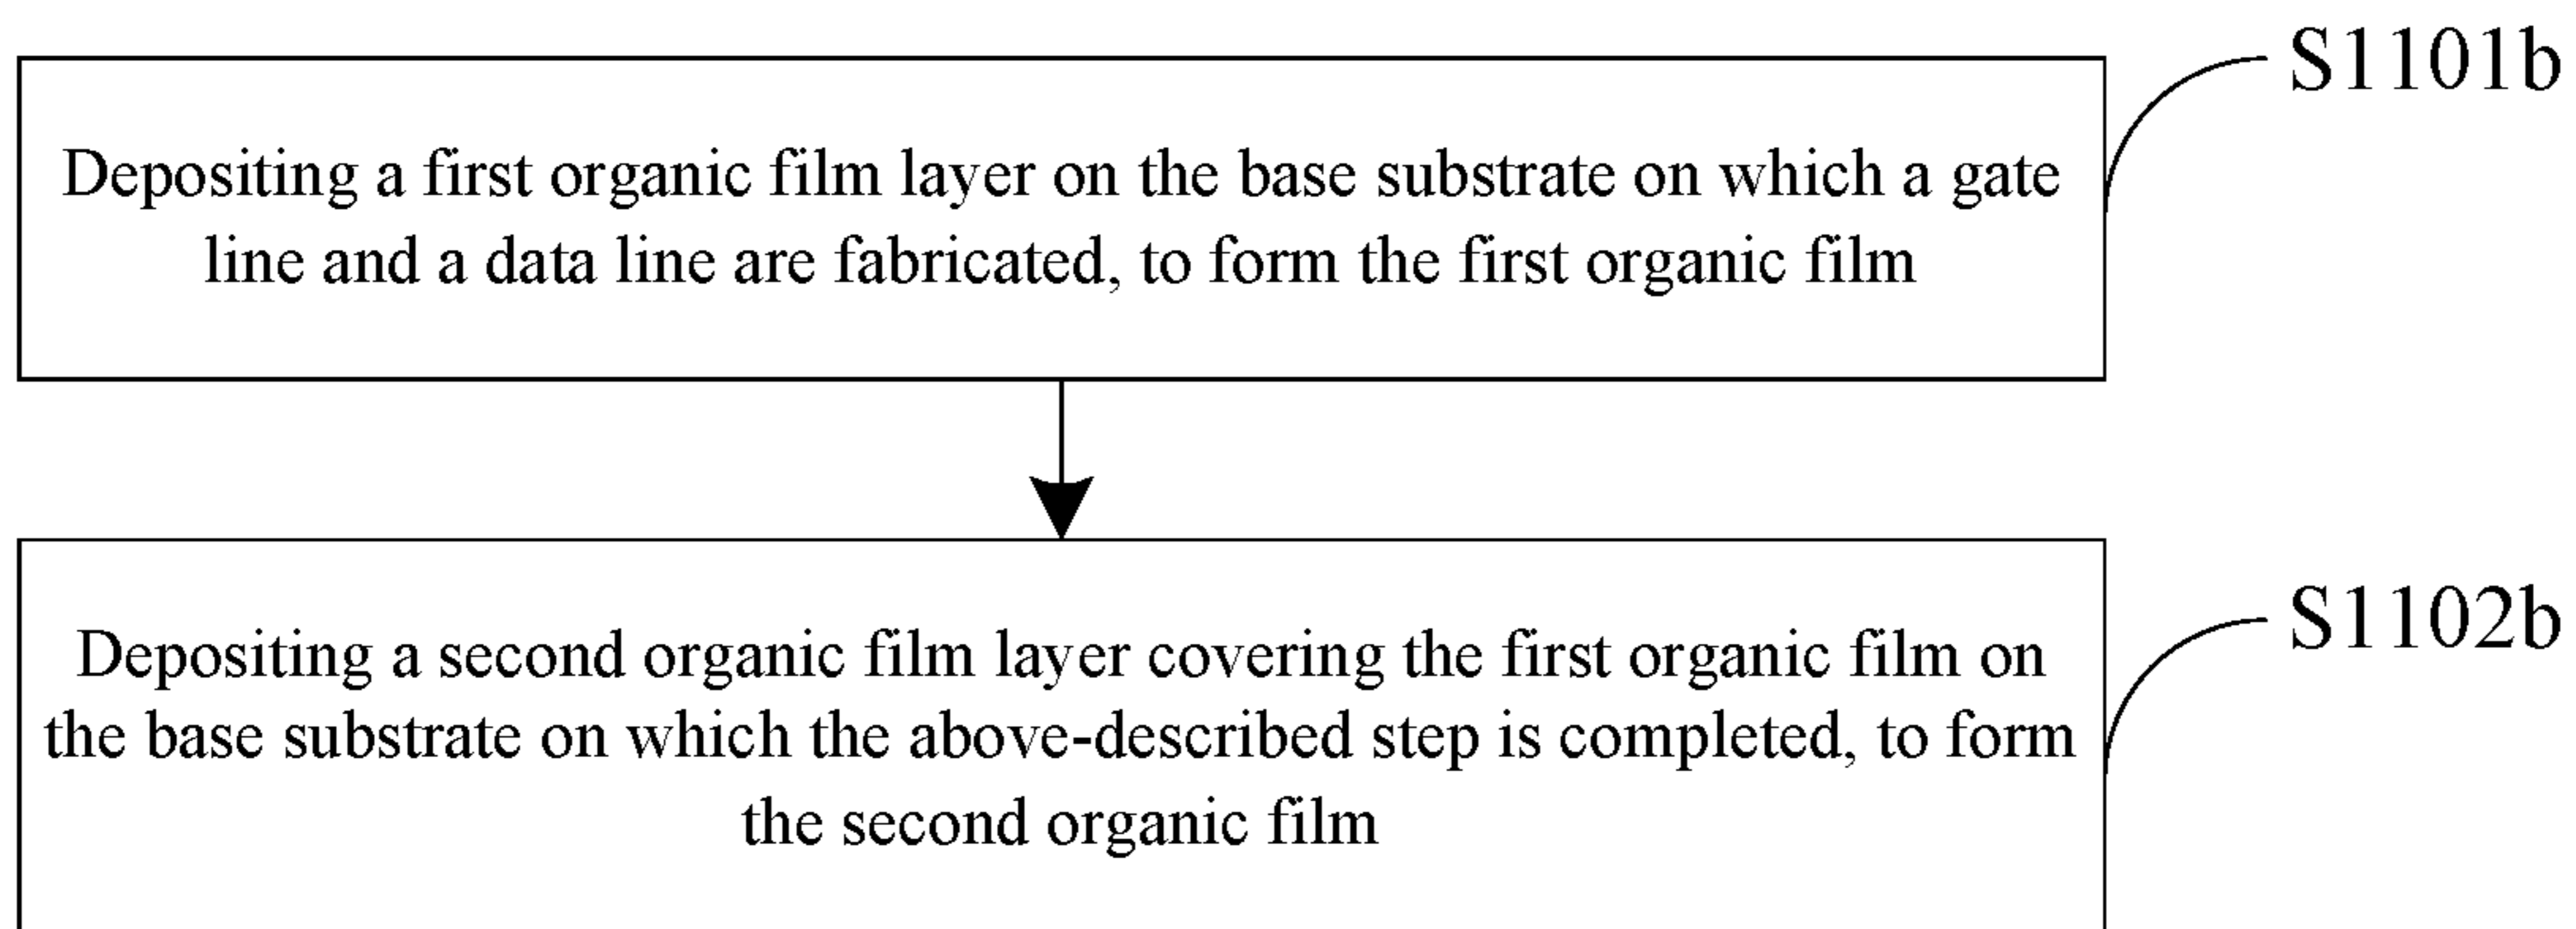 S1101b
Depositing a first organic film layer on the base substrate on which a gate
line and a data line are fabricated, to form the first organic film
S1102b
Depositing a second organic film layer covering the first organic film on
the base substrate on which the above-described step is completed, to form
the second organic film